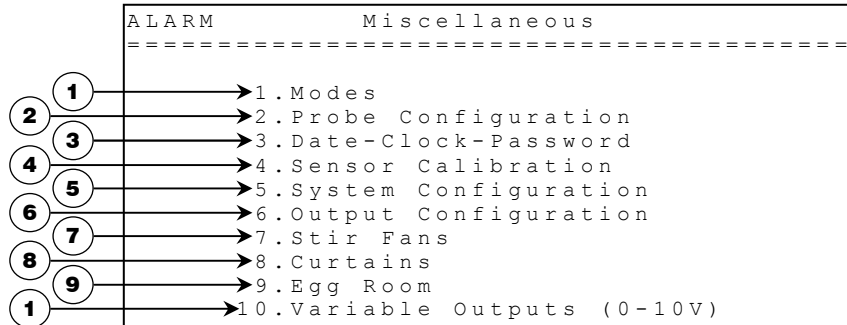 ALARM Miscellaneous
========================================
1 1.Modes
2 2.Probe Configuration
3 3.Date-Clock-Password
4 4.Sensor Calibration
5 5.System Configuration
6 6.Output Configuration
7 7.Stir Fans
8 8.Curtains
9 9.Egg Room
1 10.Variable Outputs (0-10V)